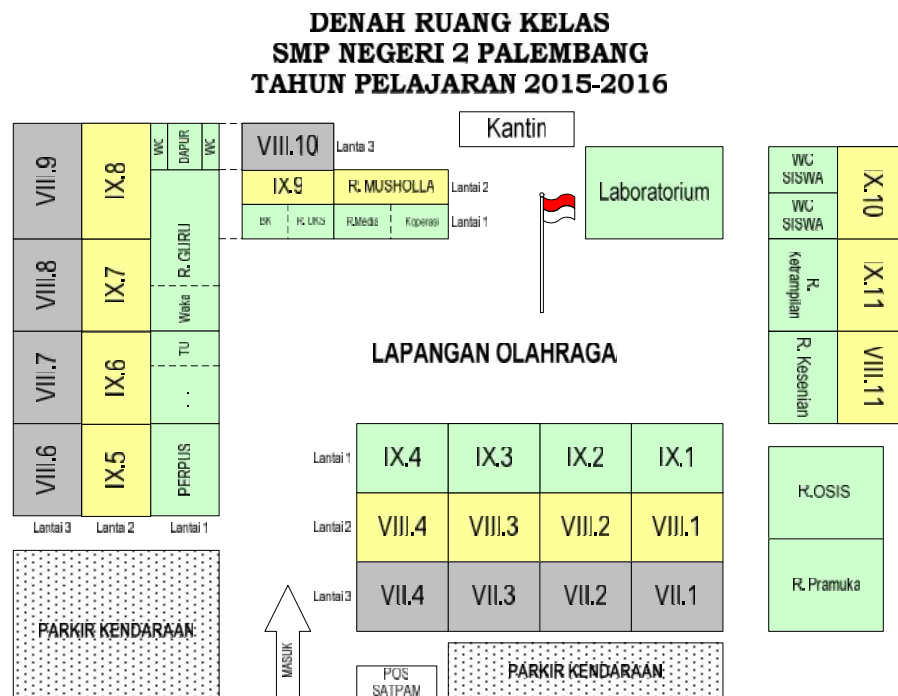 DENAH RUANG KELAS
SMP NEGERI 2 PALEMBANG
TAHUN PELAJARAN 2015-2016
VIII.9
IX.8
WC
DAPUR
WC
VIII.8
IX.7
R. GURU
Waka
VII.7
IX.6
TU
. .
VIII.6
IX.5
PERPUS
Lantai 3
Lantai 2
Lantai 1
VIII.10
Lantai 3
IX.9
R. MUSHOLLA
Lantai 2
BK
R. UKS
R.Media
Koperasi
Lantai 1
Kantin
Laboratorium
WC
SISWA
WC
SISWA
IX.10
R.
Ketrampilan
IX.11
R. Kesenian
VIII.11
LAPANGAN OLAHRAGA
Lantai 1
IX.4
IX.3
IX.2
IX.1
Lantai 2
VIII.4
VIII.3
VIII.2
VIII.1
Lantai 3
VII.4
VII.3
VII.2
VII.1
R.OSIS
R. Pramuka
PARKIR KENDARAAN
MASUK
POS
SATPAM
PARKIR KENDARAAN